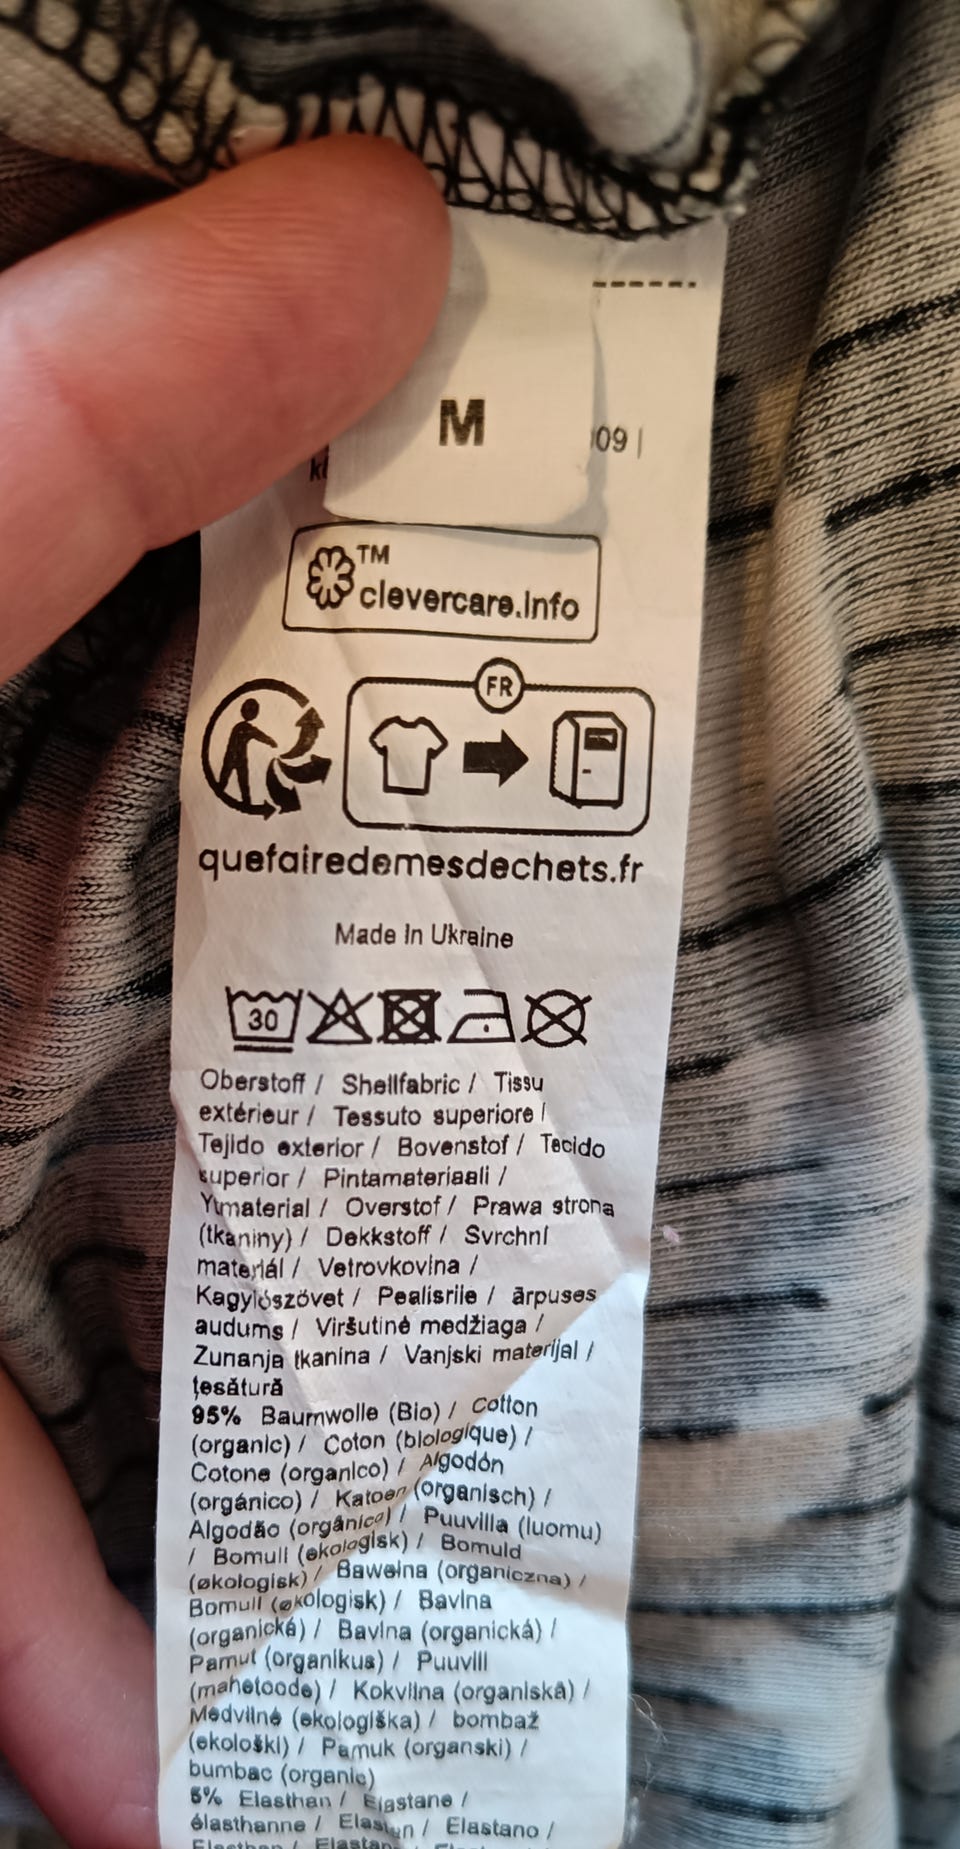 M
09 |
TM
clevercare.info
FR
quefairedemesdechets.fr
Made in Ukraine
30
Oberstoff / Shellfabric / Tissu
extérieur / Tessuto superiore /
Tejido exterior / Bovenstof / Tecido
superior / Pintamateriaali /
Ytmaterial / Overstof / Prawa strona
(tkaniny) / Dekkstoff / Svrchní
materiál / Vetrovkovina /
Kagylószövet / Pealisriie / ārpuses
audums / Viršutinė medžiaga /
Zunanja tkanina / Vanjski materijal /
țesătură
95% Baumwolle (Bio) / Cotton
(organic) / Coton (biologique) /
Cotone (organico) / Algodón
(orgánico) / Katoen (organisch) /
Algodão (orgânico) / Puuvilla (luomu)
/ Bomull (ekologisk) / Bomuld
(økologisk) / Bawełna (organiczna) /
Bomull (økologisk) / Bavlna
(organická) / Bavlna (organická) /
Pamut (organikus) / Puuvill
(mahetoode) / Kokvilna (organiskā) /
Medvilnė (ekologiška) / bombaž
(ekološki) / Pamuk (organski) /
bumbac (organic)
5% Elasthan / Elastane /
élasthanne / Elastan / Elastano /
Elasthan / Elastan /